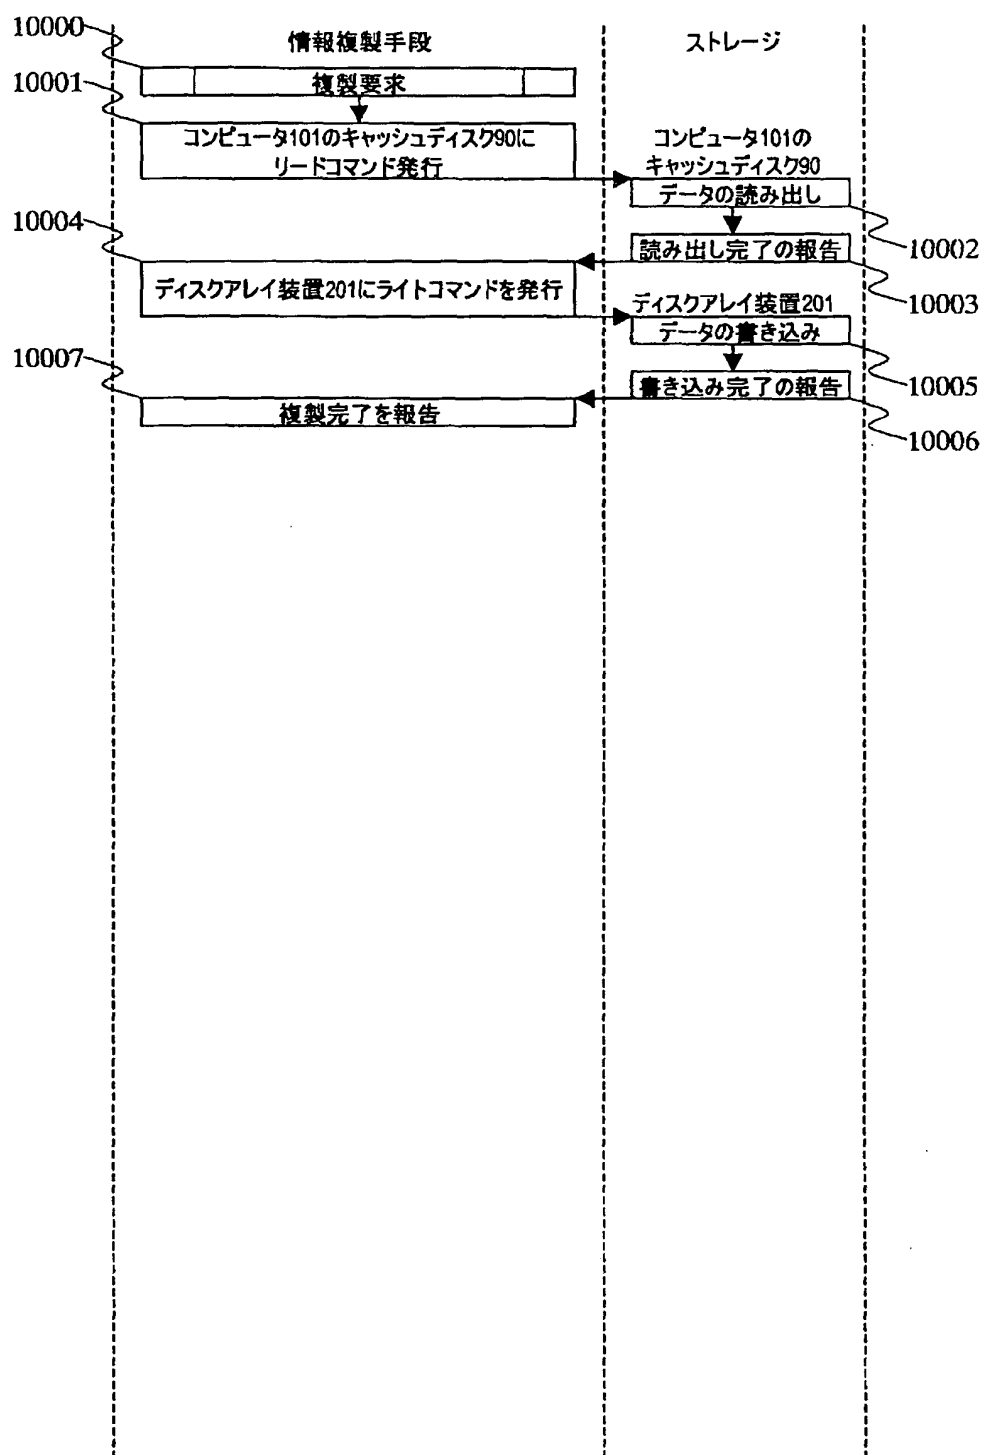 10000
情報複製手段
ストレージ
10001
複製要求
コンピュータ101のキャッシュディスク90に
リードコマンド発行
コンピュータ101の
キャッシュディスク90
データの読み出し
10002
10004
読み出し完了の報告
10003
ディスクアレイ装置201にライトコマンドを発行
ディスクアレイ装置201
データの書き込み
10005
10007
書き込み完了の報告
10006
複製完了を報告